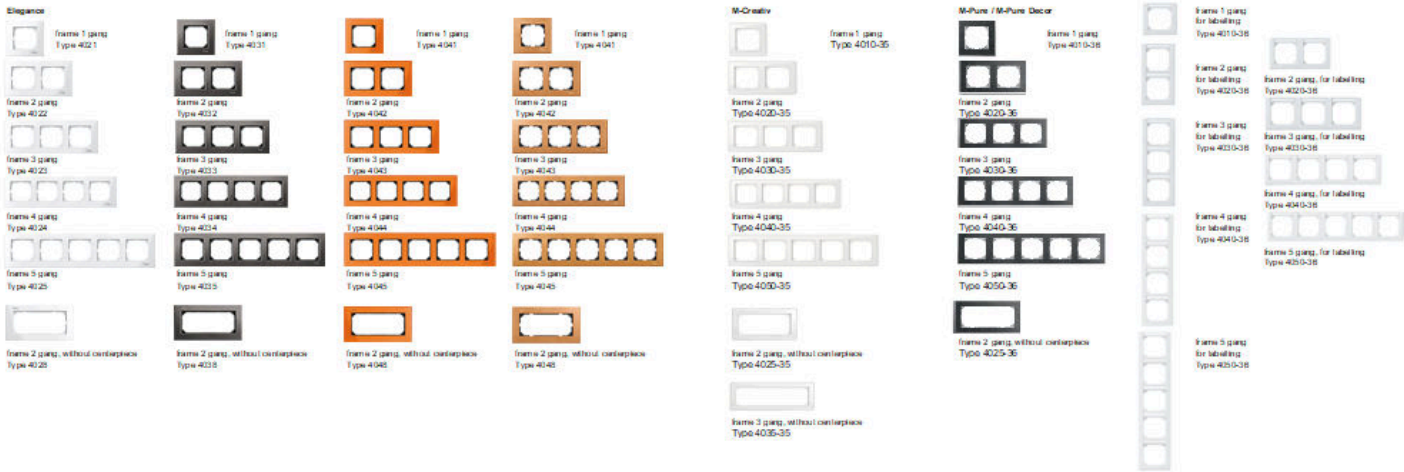 Elegance
frame 1 gang
Type 4021
frame 2 gang
Type 4022
frame 3 gang
Type 4023
frame 4 gang
Type 4024
frame 5 gang
Type 4025
frame 2 gang, without centerpiece
Type 4028
frame 1 gang
Type 4031
frame 2 gang
Type 4032
frame 3 gang
Type 4033
frame 4 gang
Type 4034
frame 5 gang
Type 4035
frame 2 gang, without centerpiece
Type 4038
frame 1 gang
Type 4041
frame 2 gang
Type 4042
frame 3 gang
Type 4043
frame 4 gang
Type 4044
frame 5 gang
Type 4045
frame 2 gang, without centerpiece
Type 4048
frame 1 gang
Type 4041
frame 2 gang
Type 4042
frame 3 gang
Type 4043
frame 4 gang
Type 4044
frame 5 gang
Type 4045
frame 2 gang, without centerpiece
Type 4048
M-Creativ
frame 1 gang
Type 4010-35
frame 2 gang
Type 4020-35
frame 3 gang
Type 4030-35
frame 4 gang
Type 4040-35
frame 5 gang
Type 4050-35
frame 2 gang, without centerpiece
Type 4025-35
frame 3 gang, without centerpiece
Type 4035-35
M-Pure / M-Pure Decor
frame 1 gang
Type 4010-36
frame 2 gang
Type 4020-36
frame 3 gang
Type 4030-36
frame 4 gang
Type 4040-36
frame 5 gang
Type 4050-36
frame 2 gang, without centerpiece
Type 4025-36
frame 1 gang
for labelling
Type 4010-36
frame 2 gang
for labelling
Type 4020-36
frame 3 gang
for labelling
Type 4030-36
frame 4 gang
for labelling
Type 4040-36
frame 5 gang
for labelling
Type 4050-36
frame 2 gang, for labelling
Type 4020-36
frame 3 gang, for labelling
Type 4030-36
frame 4 gang, for labelling
Type 4040-36
frame 5 gang, for labelling
Type 4050-36